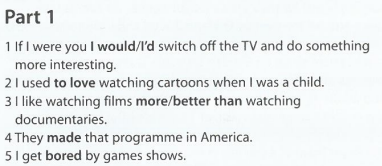 Part 1
1 If I were you I would/I'd switch off the TV and do something
more interesting.
2 I used to love watching cartoons when I was a child.
3 I like watching films more/better than watching
documentaries.
4 They made that programme in America.
5 I get bored by games shows.